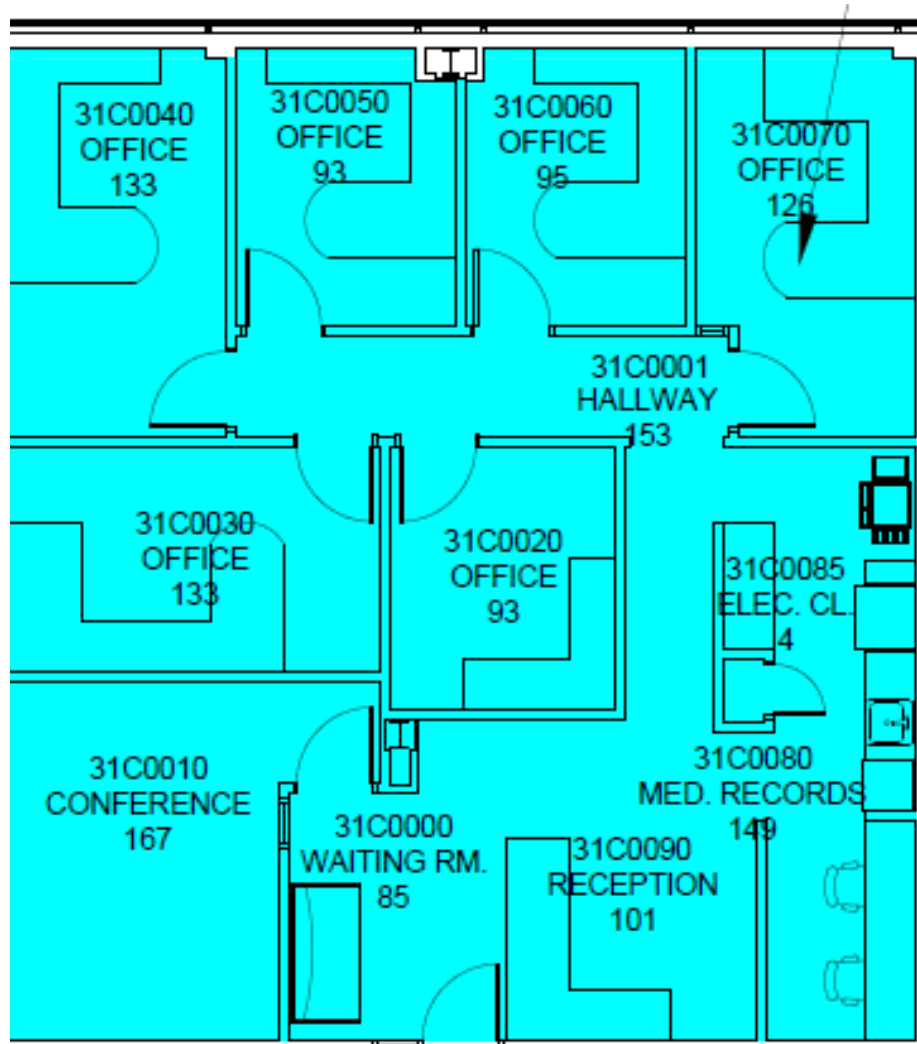 31C0040
OFFICE
133
31C0050
OFFICE
93
31C0060
OFFICE
95
31C0070
OFFICE
126
31C0001
HALLWAY
153
31C0030
OFFICE
133
31C0020
OFFICE
93
31C0085
ELEC. CL.
4
31C0010
CONFERENCE
167
31C0000
WAITING RM.
85
31C0080
MED. RECORDS
149
31C0090
RECEPTION
101